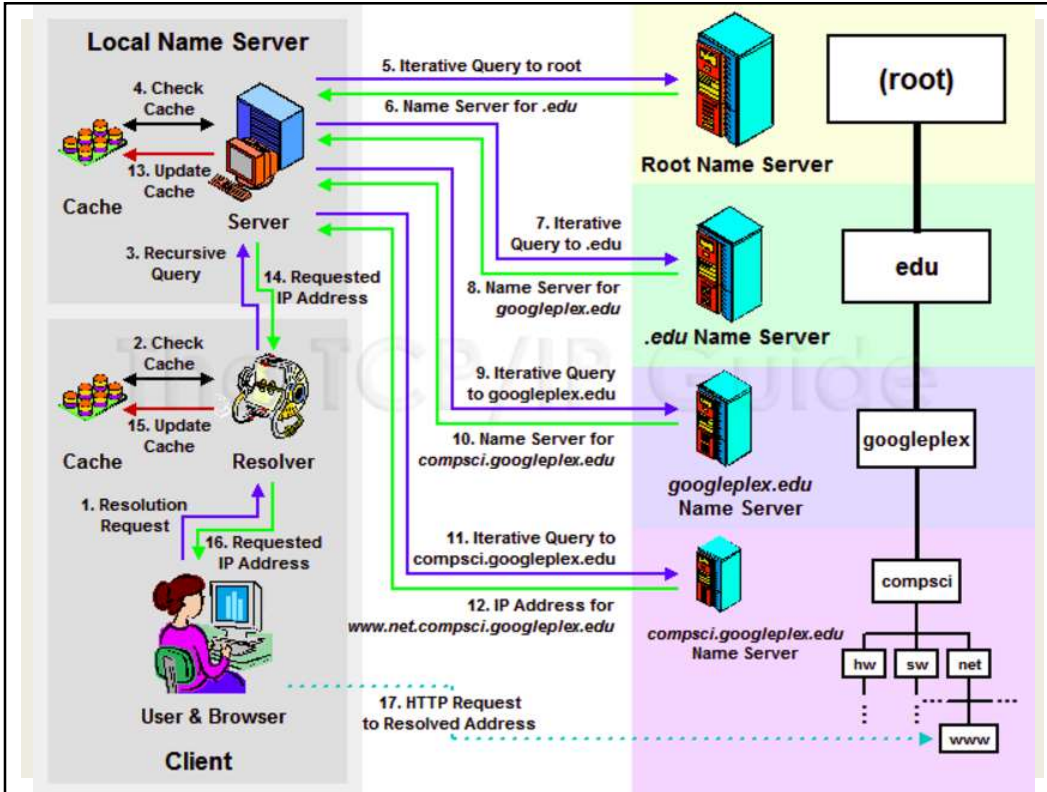 Local Name Server
4. Check
Cache
13. Update
Cache
Cache
Server
3. Recursive
Query
14. Requested
IP Address
2. Check
Cache
15. Update
Cache
Cache
Resolver
1. Resolution
Request
16. Requested
IP Address
User & Browser
Client
5. Iterative Query to root
6. Name Server for .edu
7. Iterative
Query to .edu
8. Name Server for
googleplex.edu
9. Iterative Query
to googleplex.edu
10. Name Server for
compsci.googleplex.edu
11. Iterative Query to
compsci.googleplex.edu
12. IP Address for
www.net.compsci.googleplex.edu
17. HTTP Request
to Resolved Address
Root Name Server
.edu Name Server
googleplex.edu
Name Server
compsci.googleplex.edu
Name Server
(root)
edu
googleplex
compsci
hw
sw
net
www
The TCP/IP Guide